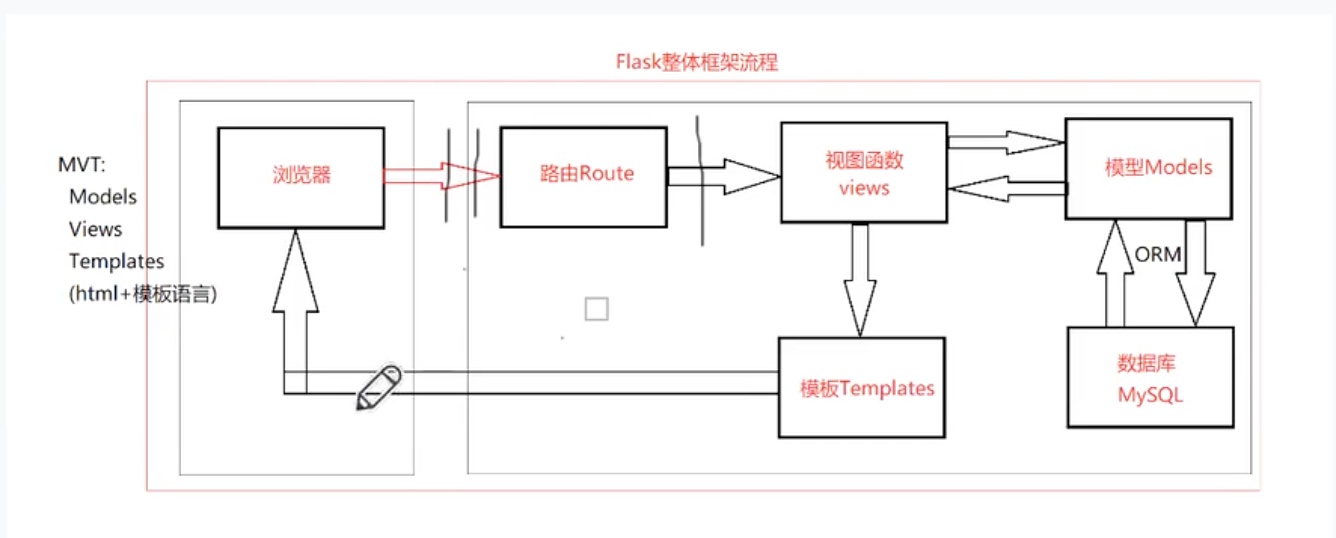 Flask整体框架流程
MVT:
Models
Views
Templates
(html+模板语言)
浏览器
路由Route
视图函数
views
模型Models
ORM
模板Templates
数据库
MySQL